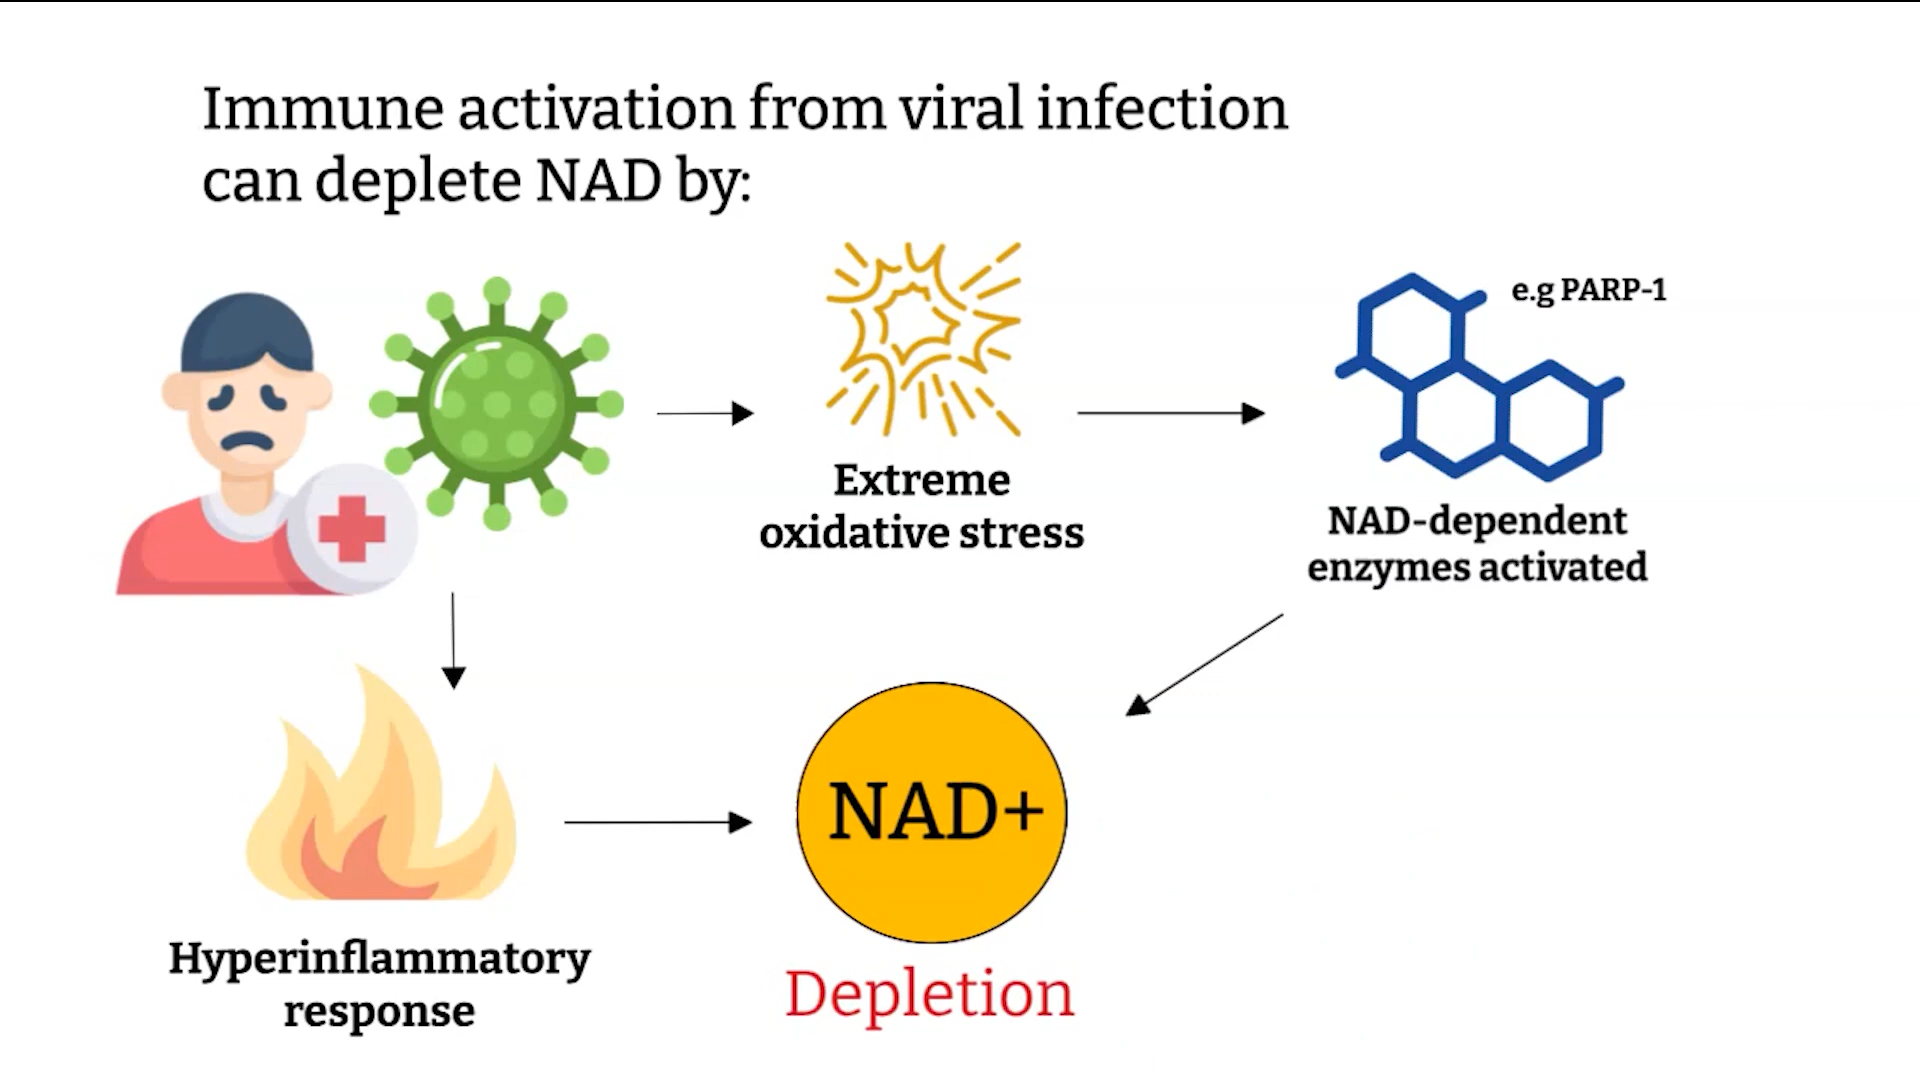 Immune activation from viral infection
can deplete NAD by:
e.g PARP-1
Extreme
oxidative stress
NAD-dependent
enzymes activated
NAD+
Hyperinflammatory
response
Depletion